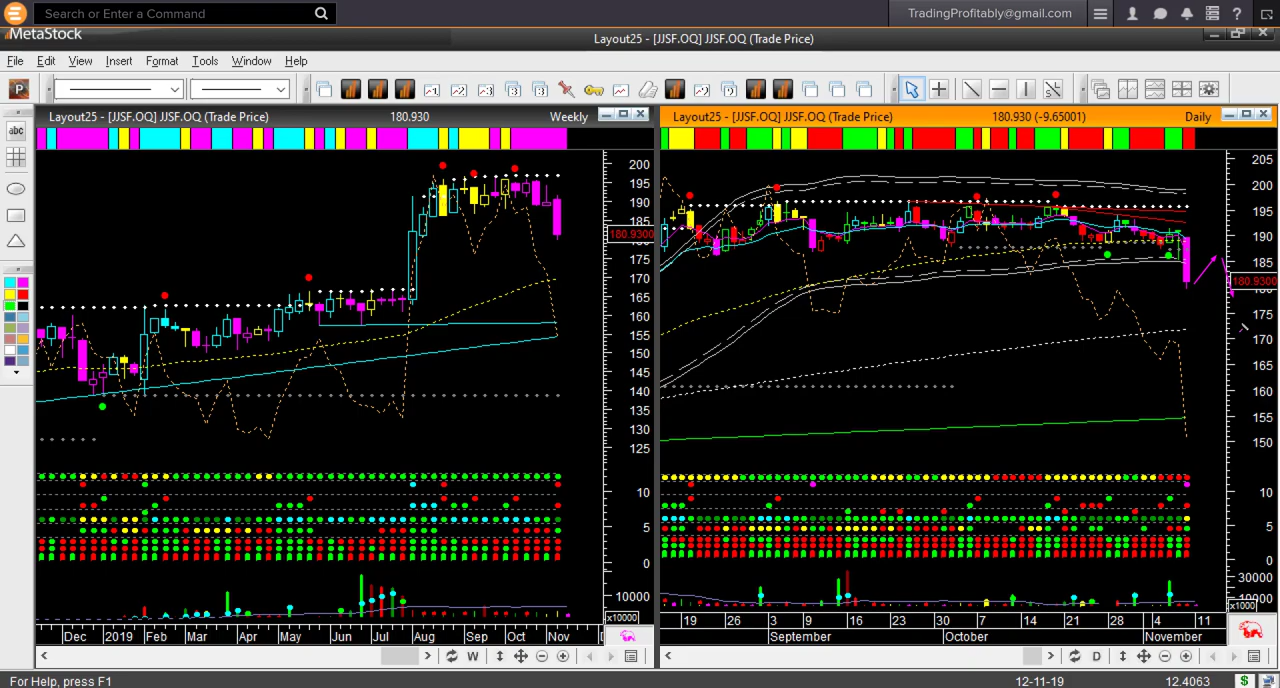 Search or Enter a Command
TradingProfitably@gmail.com
?
MetaStock
Layout25 - [JJSF.OQ] JJSF.OQ (Trade Price)
File Edit View Insert Format Tools Window Help
P
abc
Layout25 - [JJSF.OQ] JJSF.OQ (Trade Price) 180.930 Weekly
200
195
190
185
180.9300
175
170
165
160
155
150
145
140
135
130
125
10
5
0
10000
x10000
Dec 2019 Feb Mar Apr May Jun Jul Aug Sep Oct Nov
W
Layout25 - [JJSF.OQ] JJSF.OQ (Trade Price) 180.930 (-9.65001) Daily
205
200
195
190
185
180.9300
175
170
165
160
155
150
10
5
0
30000
10000
x1000
19 26 3 9 16 23 30 7 14 21 28 4 11
September October November
D
For Help, press F1
12-11-19
12.4063
$